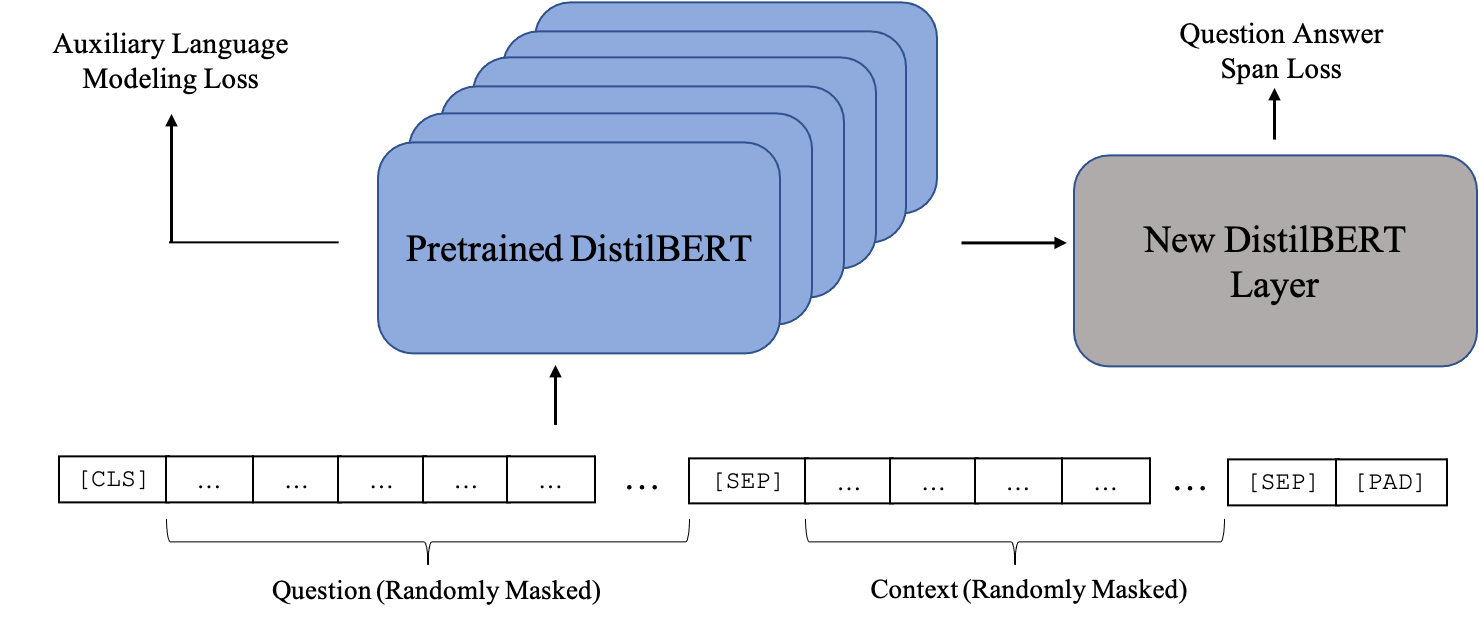 Auxiliary Language
Modeling Loss
Question Answer
Span Loss
Pretrained DistilBERT
New DistilBERT
Layer
[CLS] ... ... ... ... ... ... [SEP] ... ... ... ... ... [SEP] [PAD]
Question (Randomly Masked)
Context (Randomly Masked)